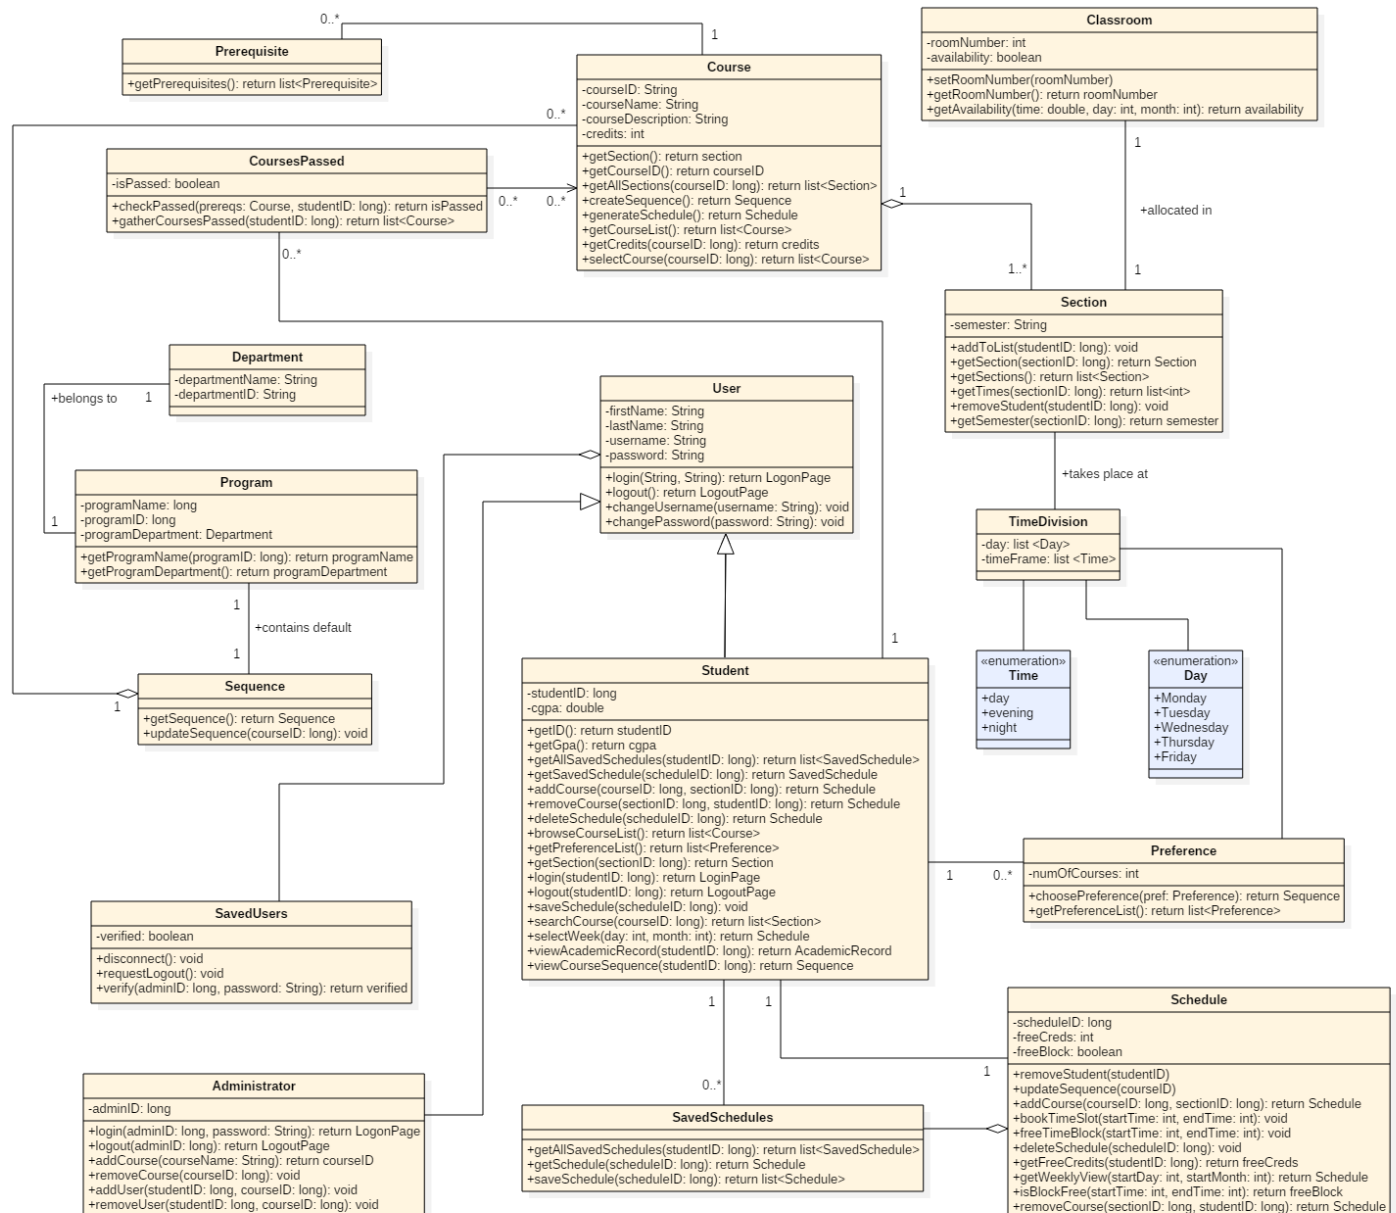 0..*
1
Prerequisite
+getPrerequisites(): return list<Prerequisite>
Course
-courseID: String
-courseName: String
-courseDescription: String
-credits: int
+getSection(): return section
+getCourseID(): return courseID
+getAllSections(courseID: long): return list<Section>
+createSequence(): return Sequence
+generateSchedule(): return Schedule
+getCourseList(): return list<Course>
+getCredits(courseID: long): return credits
+selectCourse(courseID: long): return list<Course>
Classroom
-roomNumber: int
-availability: boolean
+setRoomNumber(roomNumber)
+getRoomNumber(): return roomNumber
+getAvailability(time: double, day: int, month: int): return availability
0..*
CoursesPassed
-isPassed: boolean
+checkPassed(prereqs: Course, studentID: long): return isPassed
+gatherCoursesPassed(studentID: long): return list<Course>
0..*
0..*
0..*
1
1..*
1
+allocated in
1
Section
-semester: String
+addToList(studentID: long): void
+getSection(sectionID: long): return Section
+getSections(): return list<Section>
+getTimes(sectionID: long): return list<int>
+removeStudent(studentID: long): void
+getSemester(sectionID: long): return semester
Department
-departmentName: String
-departmentID: String
+belongs to
1
1
User
-firstName: String
-lastName: String
-username: String
-password: String
+login(String, String): return LogonPage
+logout(): return LogoutPage
+changeUsername(username: String): void
+changePassword(password: String): void
+takes place at
Program
-programName: long
-programID: long
-programDepartment: Department
+getProgramName(programID: long): return programName
+getProgramDepartment(): return programDepartment
TimeDivision
-day: list <Day>
-timeFrame: list <Time>
1
+contains default
1
1
Sequence
+getSequence(): return Sequence
+updateSequence(courseID: long): void
1
«enumeration»
Time
+day
+evening
+night
«enumeration»
Day
+Monday
+Tuesday
+Wednesday
+Thursday
+Friday
Student
-studentID: long
-cgpa: double
+getID(): return studentID
+getGpa(): return cgpa
+getAllSavedSchedules(studentID: long): return list<SavedSchedule>
+getSavedSchedule(scheduleID: long): return SavedSchedule
+addCourse(courseID: long, sectionID: long): return Schedule
+removeCourse(sectionID: long, studentID: long): return Schedule
+deleteSchedule(scheduleID: long): return Schedule
+browseCourseList(): return list<Course>
+getPreferenceList(): return list<Preference>
+getSection(sectionID: long): return Section
+login(studentID: long): return LoginPage
+logout(studentID: long): return LogoutPage
+saveSchedule(scheduleID: long): void
+searchCourse(courseID: long): return list<Section>
+selectWeek(day: int, month: int): return Schedule
+viewAcademicRecord(studentID: long): return AcademicRecord
+viewCourseSequence(studentID: long): return Sequence
1
0..*
Preference
-numOfCourses: int
+choosePreference(pref: Preference): return Sequence
+getPreferenceList(): return list<Preference>
SavedUsers
-verified: boolean
+disconnect(): void
+requestLogout(): void
+verify(adminID: long, password: String): return verified
1
1
1
0..*
Schedule
-scheduleID: long
-freeCreds: int
-freeBlock: boolean
+removeStudent(studentID)
+updateSequence(courseID)
+addCourse(courseID: long, sectionID: long): return Schedule
+bookTimeSlot(startTime: int, endTime: int): void
+freeTimeBlock(startTime: int, endTime: int): void
+deleteSchedule(scheduleID: long): void
+getFreeCredits(studentID: long): return freeCreds
+getWeeklyView(startDay: int, startMonth: int): return Schedule
+isBlockFree(startTime: int, endTime: int): return freeBlock
+removeCourse(sectionID: long, studentID: long): return Schedule
Administrator
-adminID: long
+login(adminID: long, password: String): return LogonPage
+logout(adminID: long): return LogoutPage
+addCourse(courseName: String): return courseID
+removeCourse(courseID: long): void
+addUser(studentID: long, courseID: long): void
+removeUser(studentID: long, courseID: long): void
SavedSchedules
+getAllSavedSchedules(studentID: long): return list<SavedSchedule>
+getSchedule(scheduleID: long): return Schedule
+saveSchedule(scheduleID: long): return list<Schedule>